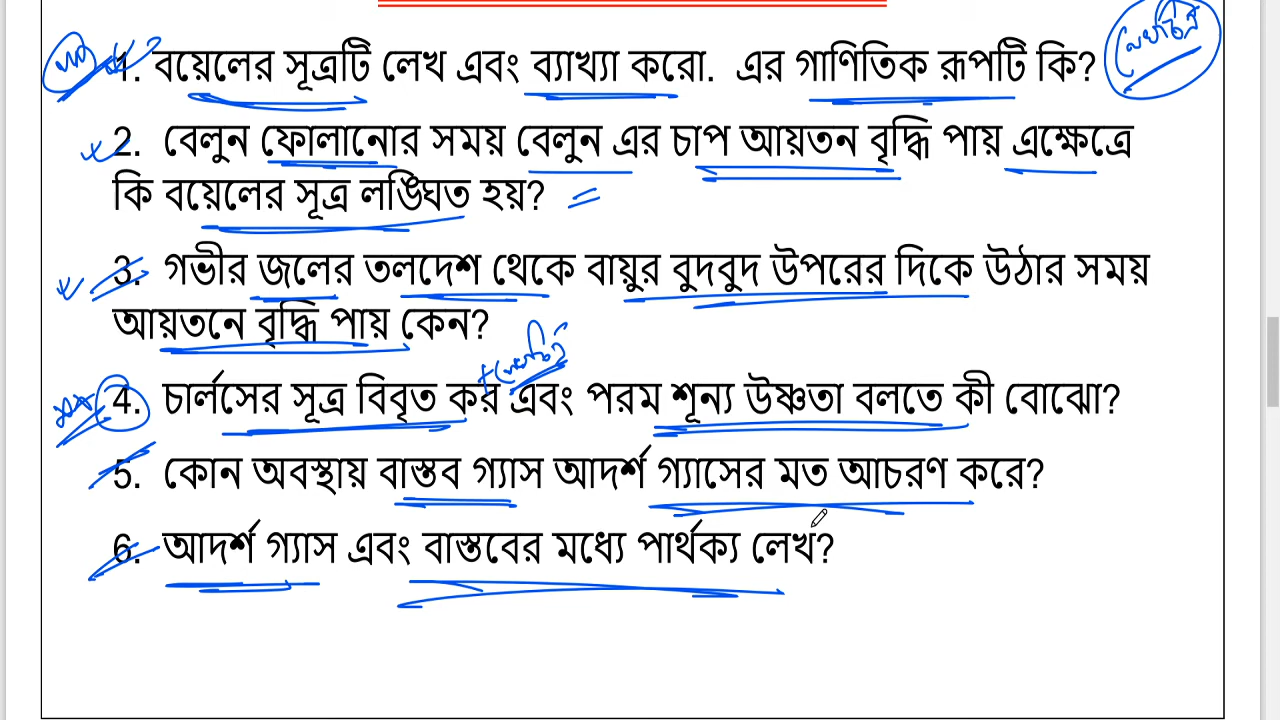 1. বয়েলের সূত্রটি লেখ এবং ব্যাখ্যা করো. এর গাণিতিক রূপটি কি?
2. বেলুন ফোলানোর সময় বেলুন এর চাপ আয়তন বৃদ্ধি পায় এক্ষেত্রে
কি বয়েলের সূত্র লঙ্ঘিত হয়?
3. গভীর জলের তলদেশ থেকে বায়ুর বুদবুদ উপরের দিকে উঠার সময়
আয়তনে বৃদ্ধি পায় কেন?
4. চার্লসের সূত্র বিবৃত কর এবং পরম শূন্য উষ্ণতা বলতে কী বোঝো?
5. কোন অবস্থায় বাস্তব গ্যাস আদর্শ গ্যাসের মত আচরণ করে?
6. আদর্শ গ্যাস এবং বাস্তবের মধ্যে পার্থক্য লেখ?